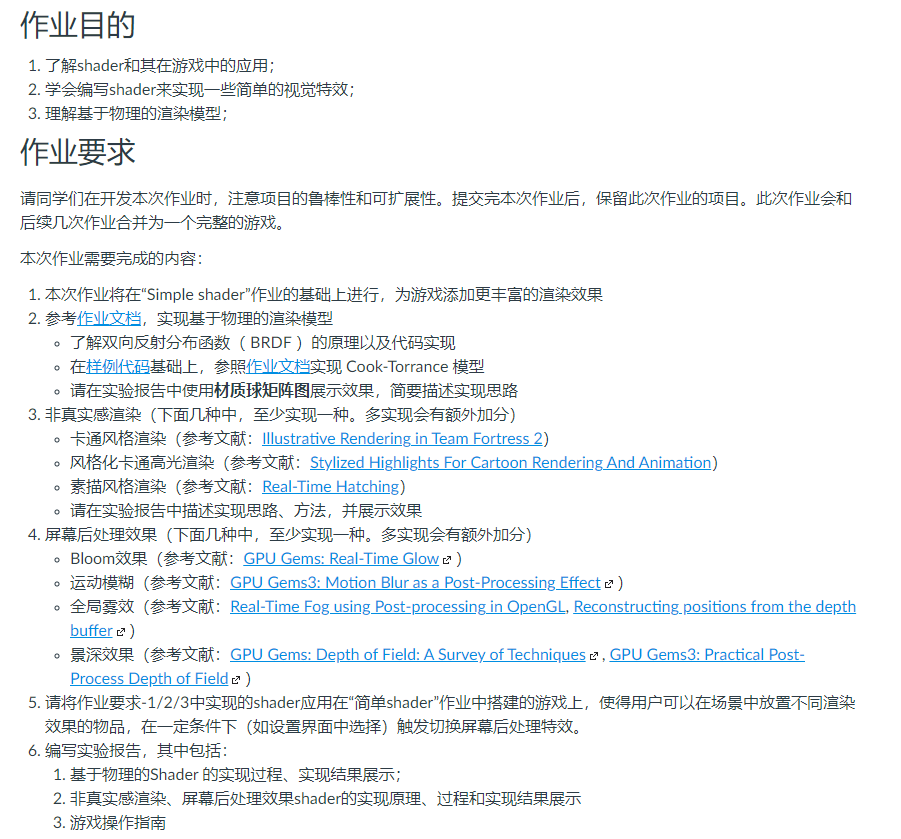 作业目的
1. 了解shader和其在游戏中的应用；
2. 学会编写shader来实现一些简单的视觉特效；
3. 理解基于物理的渲染模型；
作业要求
请同学们在开发本次作业时，注意项目的鲁棒性和可扩展性。提交完本次作业后，保留此次作业的项目。此次作业会和
后续几次作业合并为一个完整的游戏。
本次作业需要完成的内容：
1. 本次作业将在“Simple shader”作业的基础上进行，为游戏添加更丰富的渲染效果
2. 参考作业文档，实现基于物理的渲染模型
◦ 了解双向反射分布函数（ BRDF ）的原理以及代码实现
◦ 在样例代码基础上，参照作业文档实现 Cook-Torrance 模型
◦ 请在实验报告中使用材质球矩阵图展示效果，简要描述实现思路
3. 非真实感渲染（下面几种中，至少实现一种。多实现会有额外加分）
◦ 卡通风格渲染（参考文献：Illustrative Rendering in Team Fortress 2）
◦ 风格化卡通高光渲染（参考文献：Stylized Highlights For Cartoon Rendering And Animation）
◦ 素描风格渲染（参考文献：Real-Time Hatching）
◦ 请在实验报告中描述实现思路、方法，并展示效果
4. 屏幕后处理效果（下面几种中，至少实现一种。多实现会有额外加分）
◦ Bloom效果（参考文献：GPU Gems: Real-Time Glow ）
◦ 运动模糊（参考文献：GPU Gems3: Motion Blur as a Post-Processing Effect ）
◦ 全局雾效（参考文献：Real-Time Fog using Post-processing in OpenGL, Reconstructing positions from the depth
buffer ）
◦ 景深效果（参考文献：GPU Gems: Depth of Field: A Survey of Techniques , GPU Gems3: Practical Post-
Process Depth of Field ）
5. 请将作业要求-1/2/3中实现的shader应用在“简单shader”作业中搭建的游戏上，使得用户可以在场景中放置不同渲染
效果的物品，在一定条件下（如设置界面中选择）触发切换屏幕后处理特效。
6. 编写实验报告，其中包括：
1. 基于物理的Shader 的实现过程、实现结果展示；
2. 非真实感渲染、屏幕后处理效果shader的实现原理、过程和实现结果展示
3. 游戏操作指南